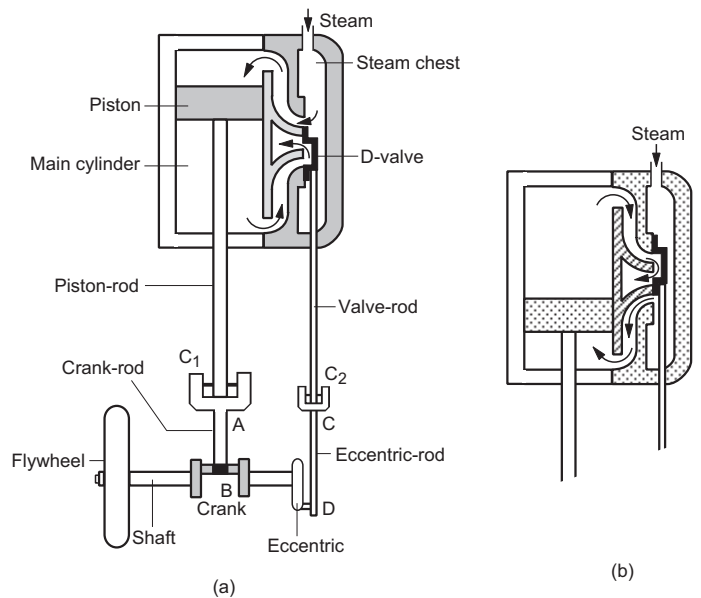 Steam
Steam chest
Piston
D-valve
Main cylinder
Piston-rod
Valve-rod
C1
C2
Crank-rod
A
C
Flywheel
Eccentric-rod
B
Crank
D
Shaft
Eccentric
(a)
Steam
(b)